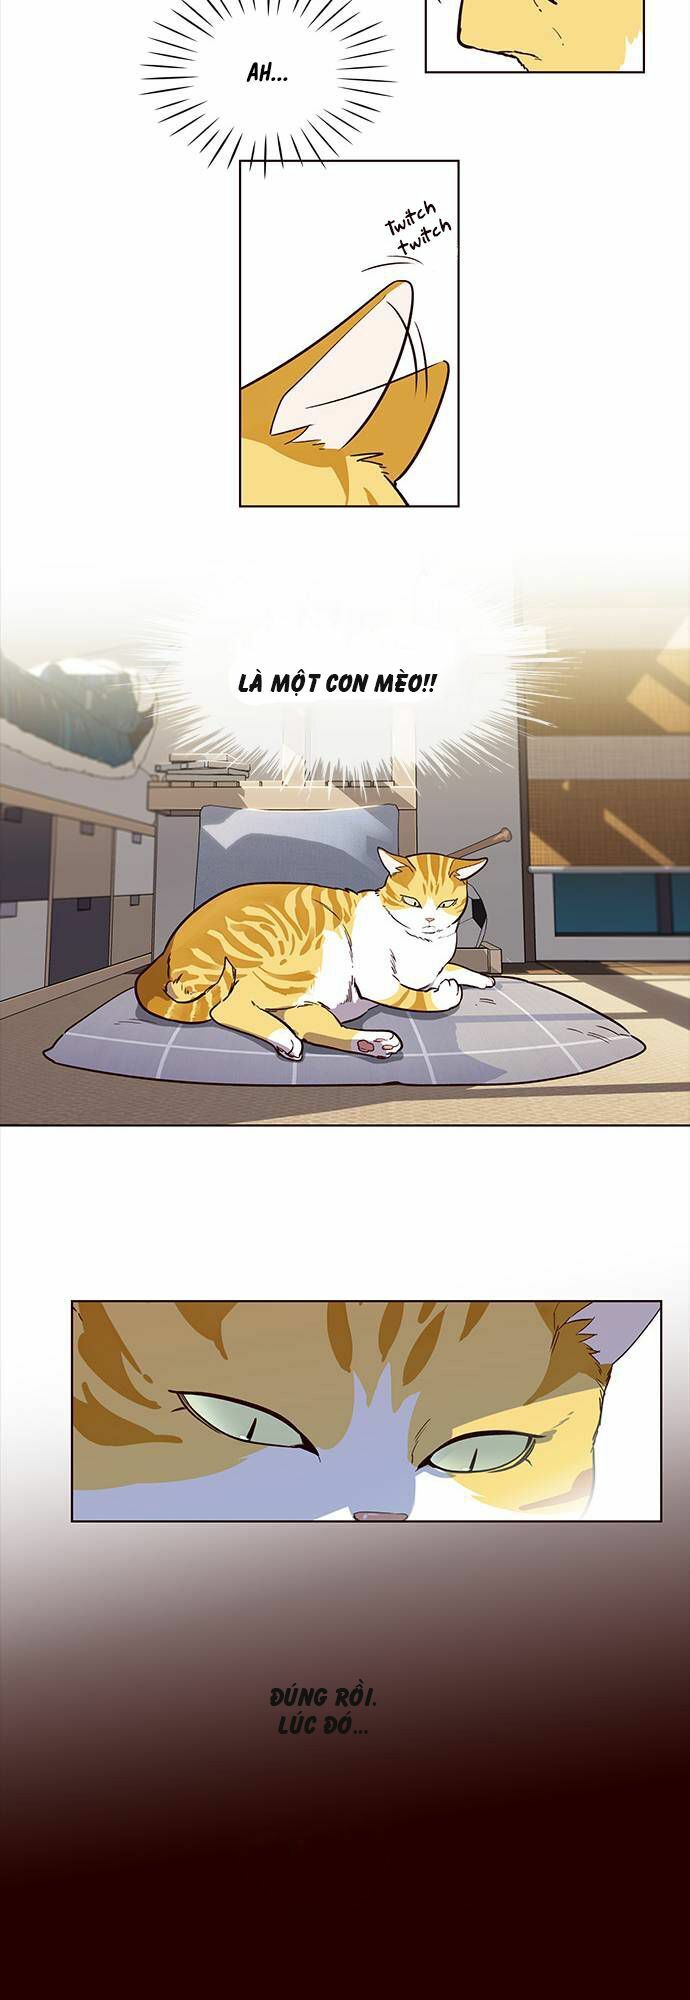 AH...
twitch
twitch
LÀ MỘT CON MÈO!!
ĐÚNG RỒI.
LÚC ĐÓ...